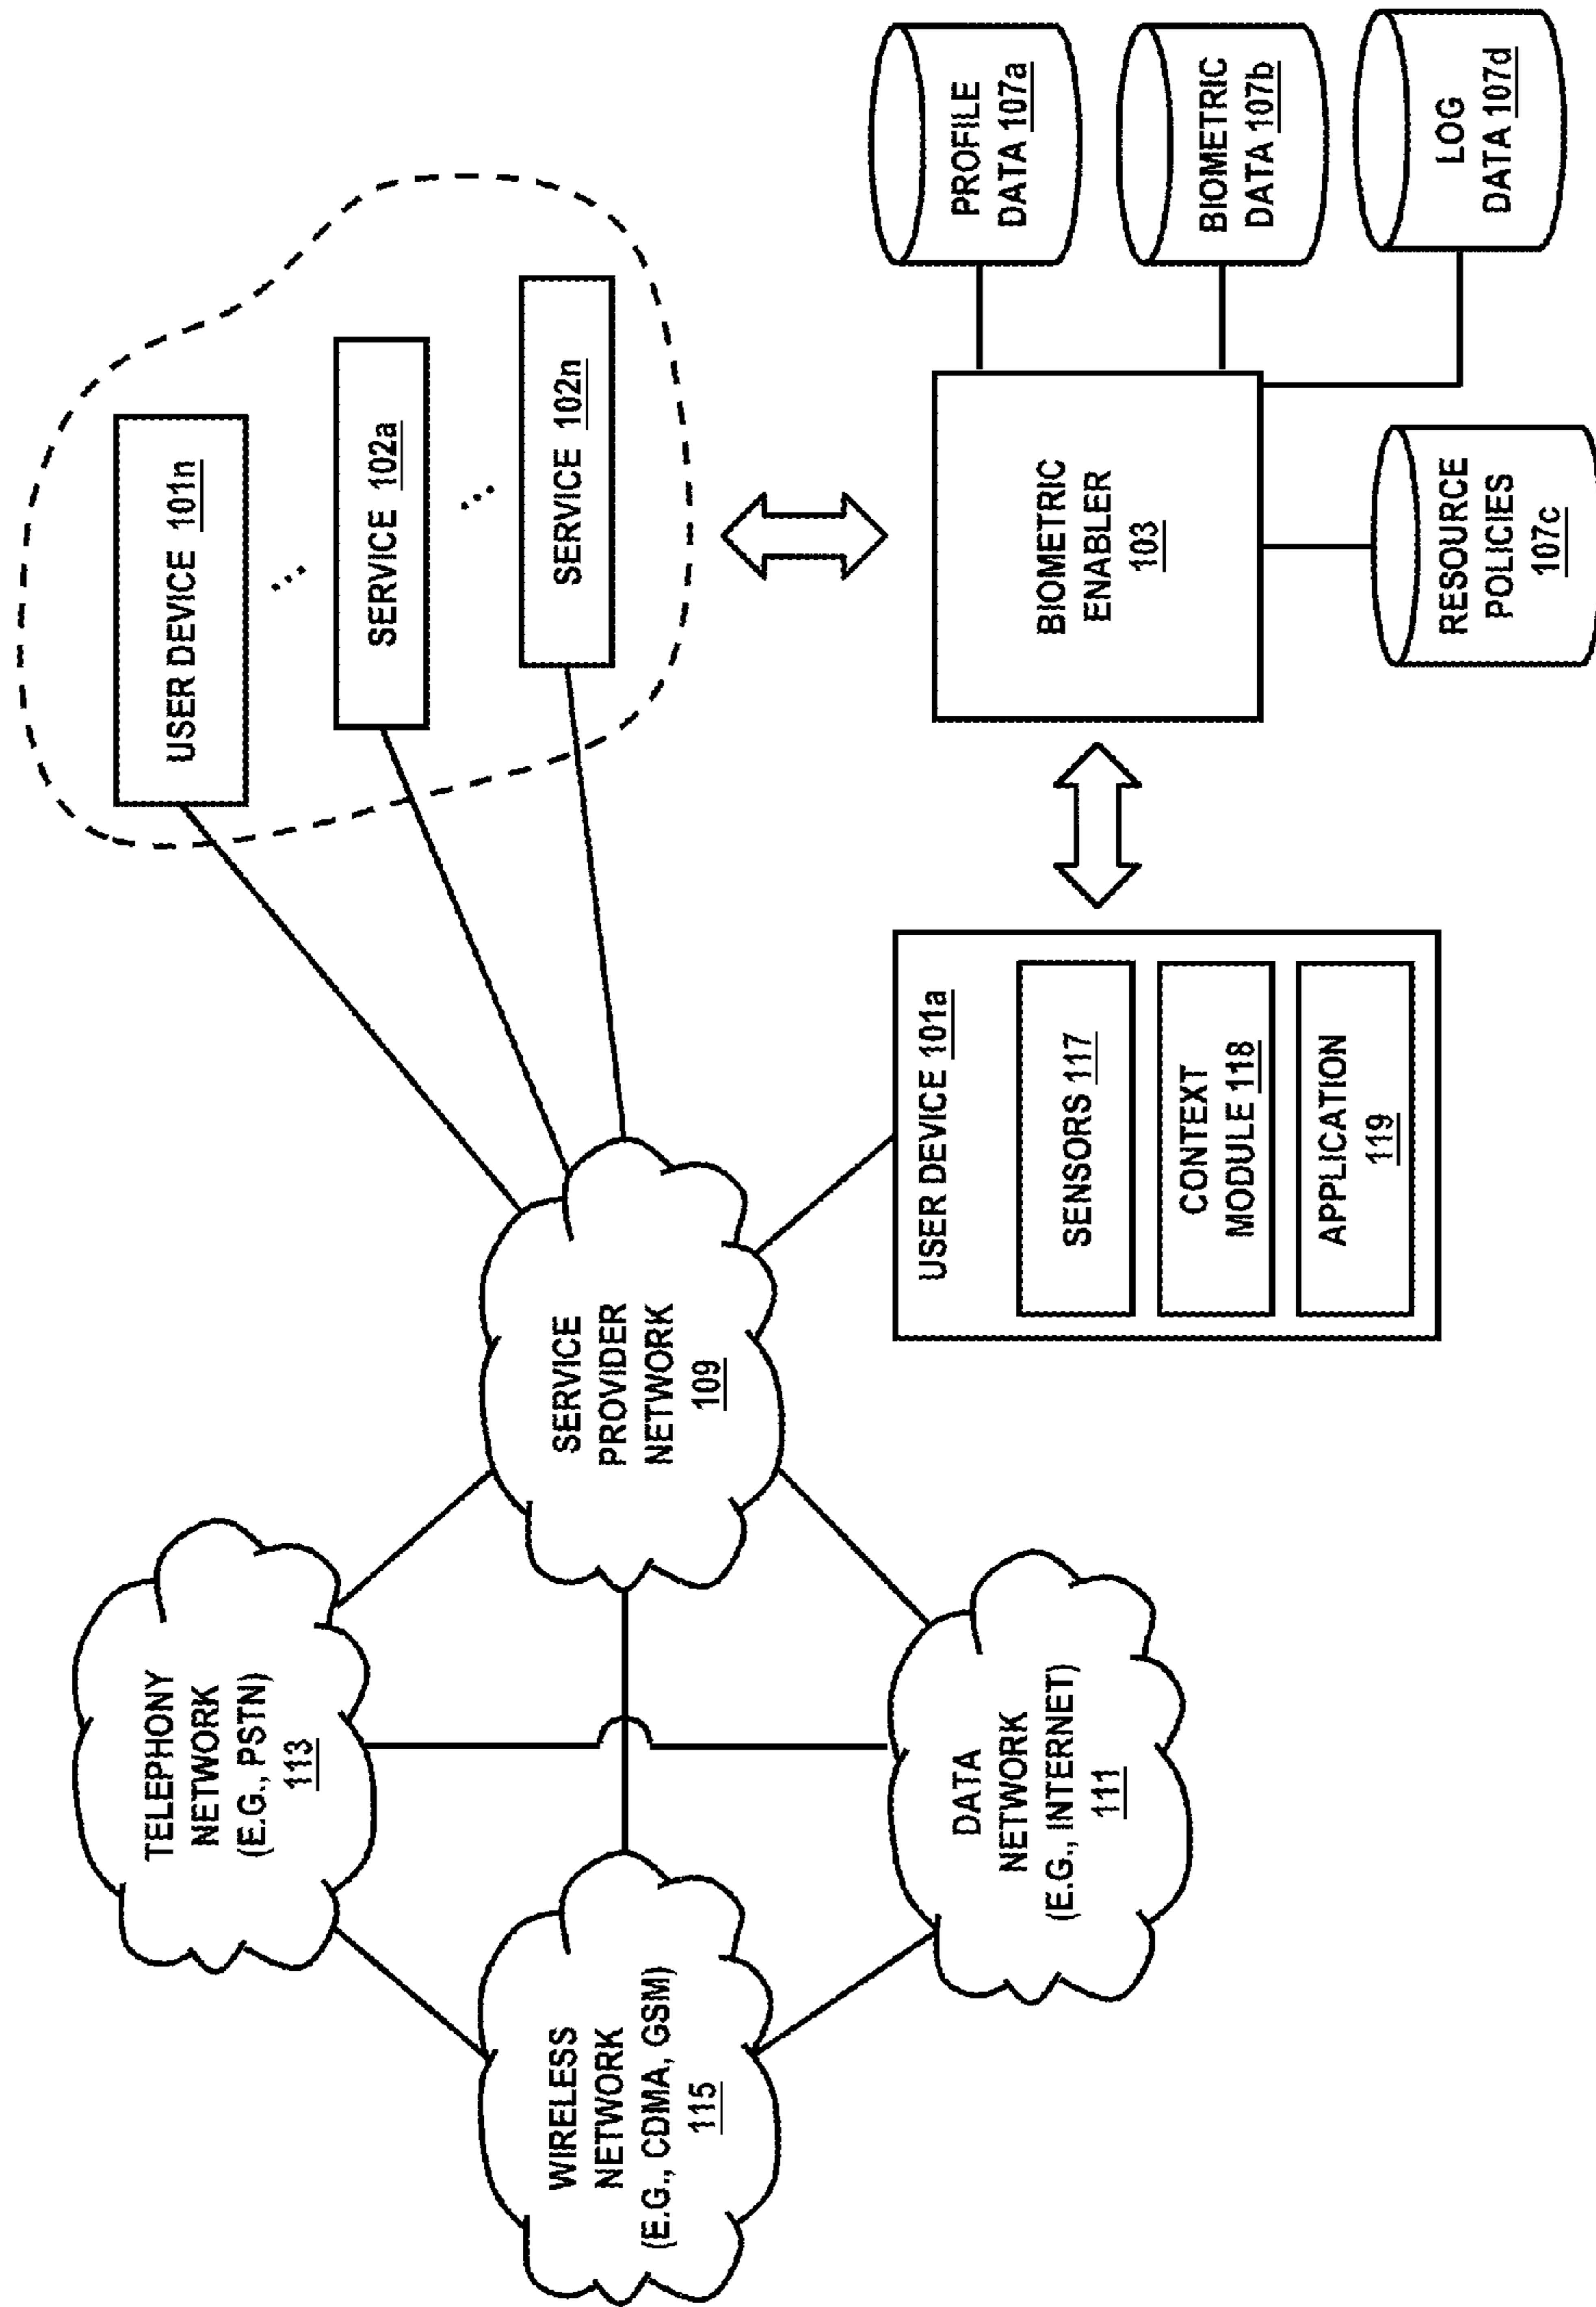 TELEPHONY
NETWORK
(E.G., PSTN)
113
WIRELESS
NETWORK
(E.G., CDMA, GSM)
115
SERVICE
PROVIDER
NETWORK
109
DATA
NETWORK
(E.G., INTERNET)
111
USER DEVICE 101n
...
SERVICE 102a
...
SERVICE 102n
USER DEVICE 101a
SENSORS 117
CONTEXT
MODULE 118
APPLICATION
119
BIOMETRIC
ENABLER
103
PROFILE
DATA 107a
BIOMETRIC
DATA 107b
LOG
DATA 107d
RESOURCE
POLICIES
107c